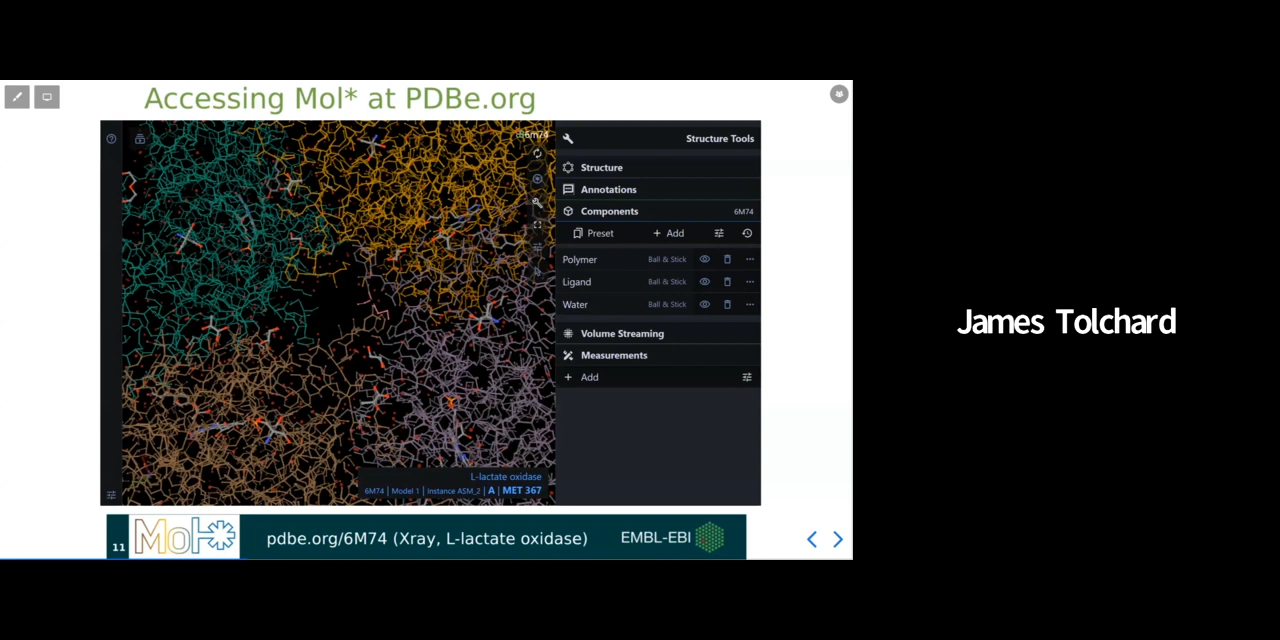 Accessing Mol* at PDBe.org
6m74
Structure Tools
Structure
Annotations
Components 6M74
Preset + Add
Polymer Ball & Stick
Ligand Ball & Stick
Water Ball & Stick
Volume Streaming
Measurements
+ Add
L-lactate oxidase
6M74 | Model 1 | Instance ASM_2 | A | MET 367
11
Mol*
pdbe.org/6M74 (Xray, L-lactate oxidase)
EMBL-EBI
James Tolchard